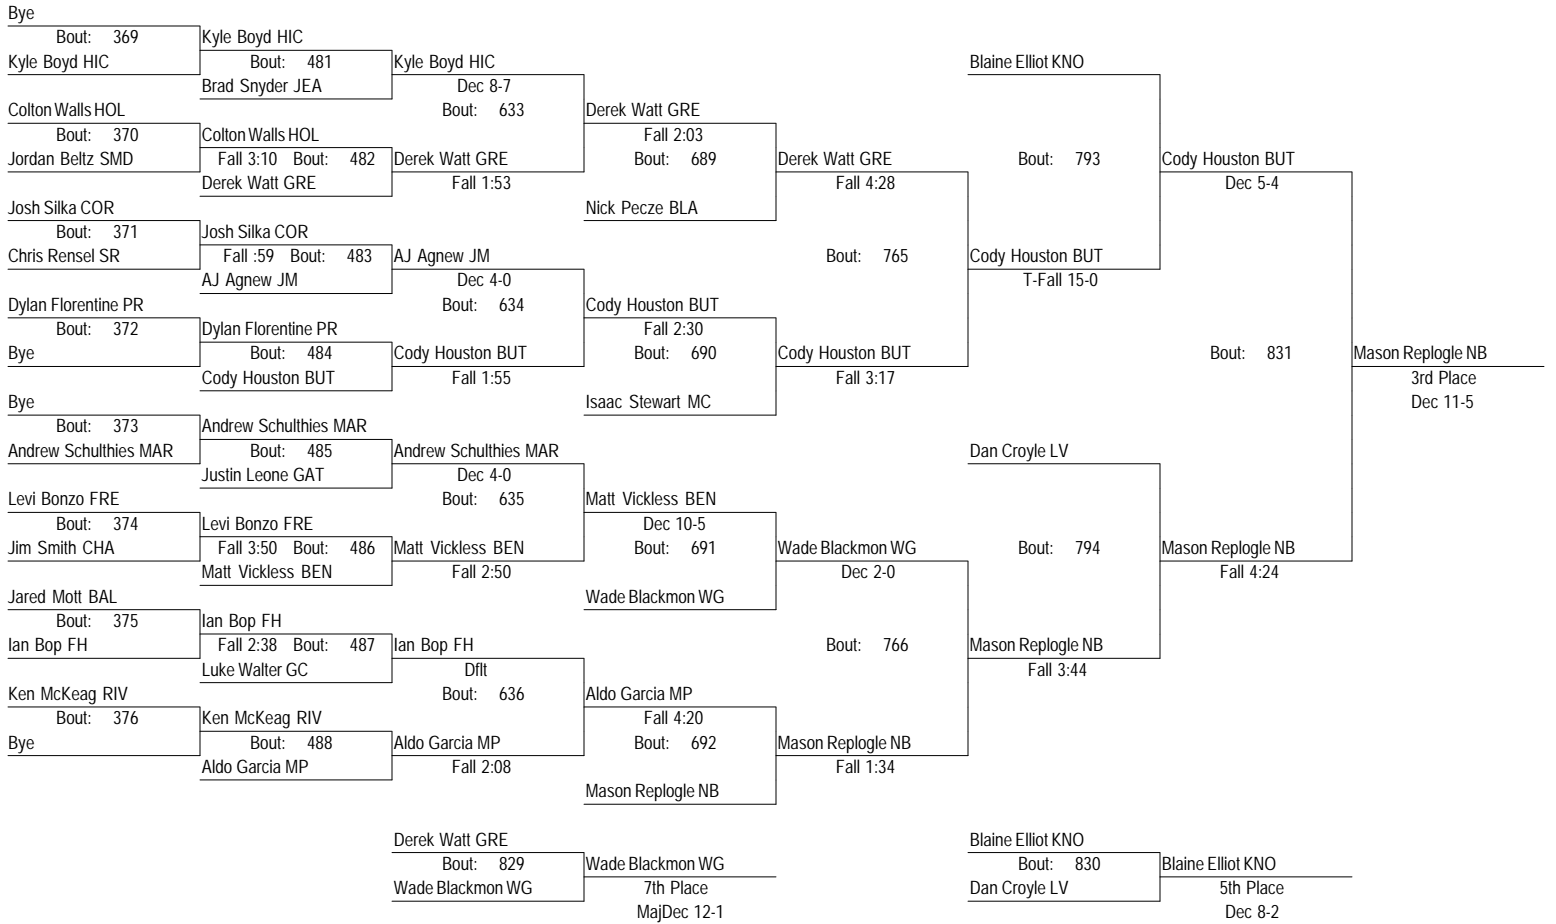 Bye
Bout: 369 Kyle Boyd HIC
Kyle Boyd HIC Bout: 481 Kyle Boyd HIC Blaine Elliot KNO
Brad Snyder JEA Dec 8-7
Colton Walls HOL Bout: 633 Derek Watt GRE
Bout: 370 Colton Walls HOL Fall 2:03
Jordan Beltz SMD Fall 3:10 Bout: 482 Derek Watt GRE Bout: 689 Derek Watt GRE Bout: 793 Cody Houston BUT
Derek Watt GRE Fall 1:53 Fall 4:28 Dec 5-4
Josh Silka COR Nick Pecze BLA
Bout: 371 Josh Silka COR
Chris Rensel SR Fall :59 Bout: 483 AJ Agnew JM Bout: 765 Cody Houston BUT
AJ Agnew JM Dec 4-0 T-Fall 15-0
Dylan Florentine PR Bout: 634 Cody Houston BUT
Bout: 372 Dylan Florentine PR Fall 2:30
Bye Bout: 484 Cody Houston BUT Bout: 690 Cody Houston BUT Bout: 831 Mason Replogle NB
Cody Houston BUT Fall 1:55 Fall 3:17 3rd Place
Bye Isaac Stewart MC Dec 11-5
Bout: 373 Andrew Schulthies MAR
Andrew Schulthies MAR Bout: 485 Andrew Schulthies MAR Dan Croyle LV
Justin Leone GAT Dec 4-0
Levi Bonzo FRE Bout: 635 Matt Vickless BEN
Bout: 374 Levi Bonzo FRE Dec 10-5
Jim Smith CHA Fall 3:50 Bout: 486 Matt Vickless BEN Bout: 691 Wade Blackmon WG Bout: 794 Mason Replogle NB
Matt Vickless BEN Fall 2:50 Dec 2-0 Fall 4:24
Jared Mott BAL Wade Blackmon WG
Bout: 375 Ian Bop FH
Ian Bop FH Fall 2:38 Bout: 487 Ian Bop FH Bout: 766 Mason Replogle NB
Luke Walter GC Dflt Fall 3:44
Ken McKeag RIV Bout: 636 Aldo Garcia MP
Bout: 376 Ken McKeag RIV Fall 4:20
Bye Bout: 488 Aldo Garcia MP Bout: 692 Mason Replogle NB
Aldo Garcia MP Fall 2:08 Fall 1:34
Mason Replogle NB
Derek Watt GRE Blaine Elliot KNO
Bout: 829 Wade Blackmon WG Bout: 830 Blaine Elliot KNO
Wade Blackmon WG 7th Place Dan Croyle LV 5th Place
MajDec 12-1 Dec 8-2